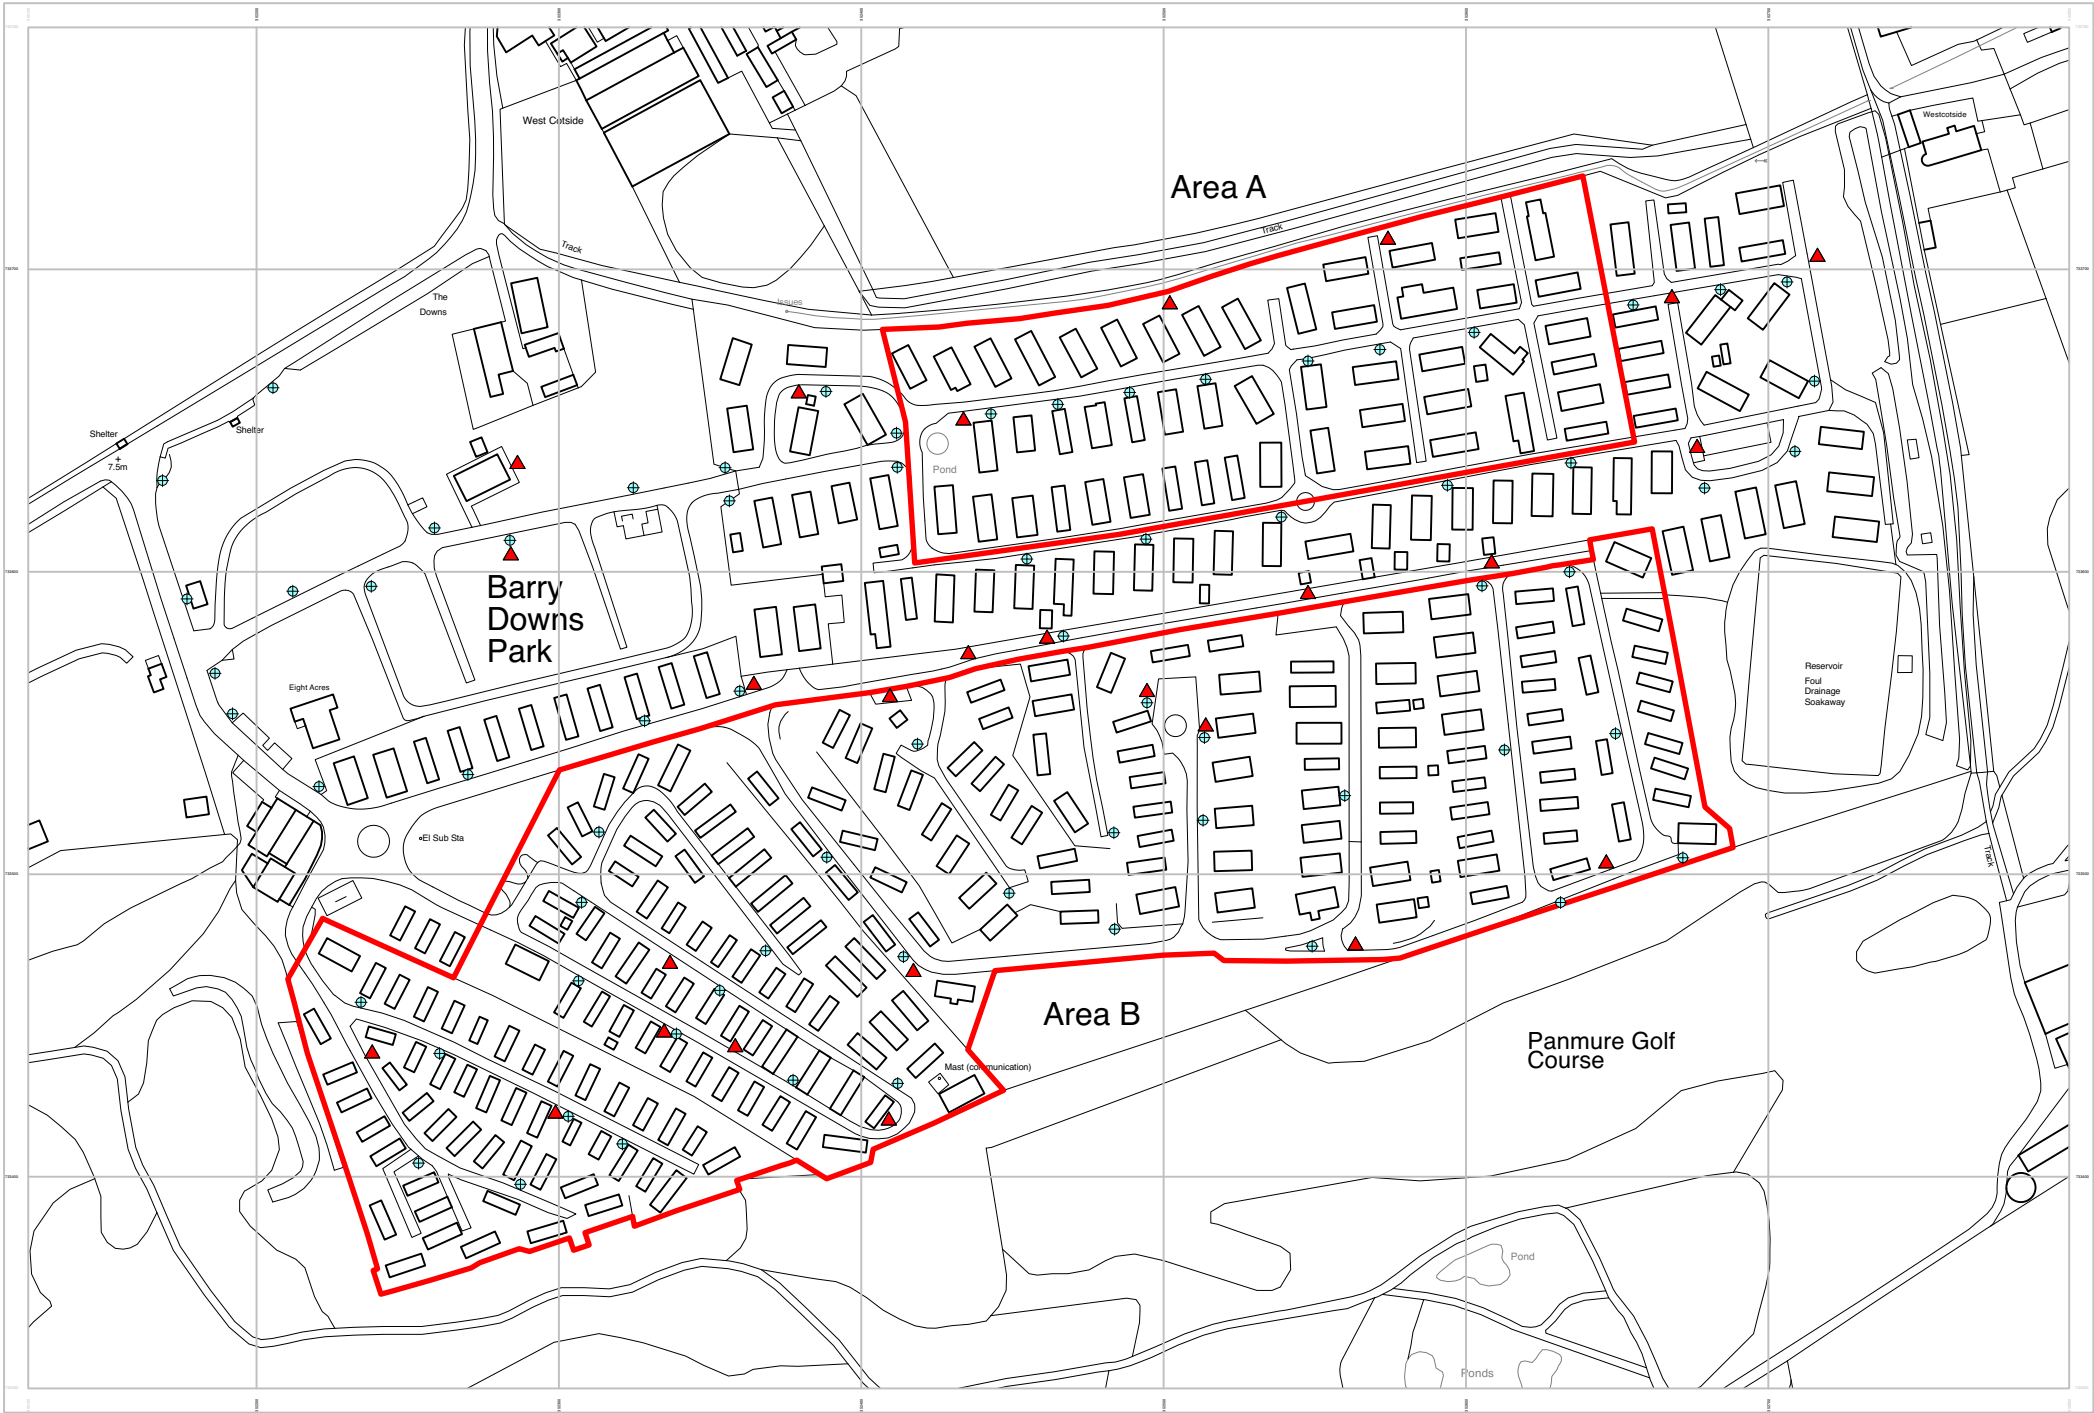 West Cotside
Westcotside
Area A
Track
Track
Issues
The
Downs
Shelter
Shelter
7.5m
Pond
Barry
Downs
Park
Eight Acres
Reservoir
Foul
Drainage
Soakaway
El Sub Sta
Track
Area B
Panmure Golf
Course
Mast (communication)
Pond
Ponds